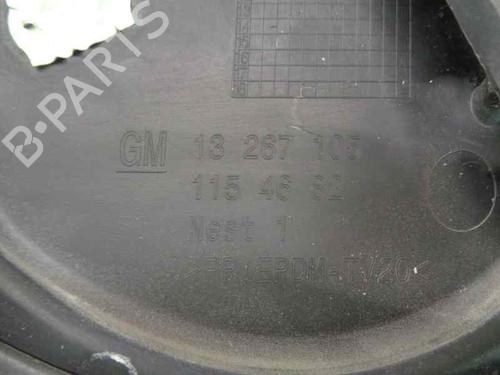 B-PARTS
GM 13 267 105
115 46 82
Nest 1
>PP+EPDM-TV20<